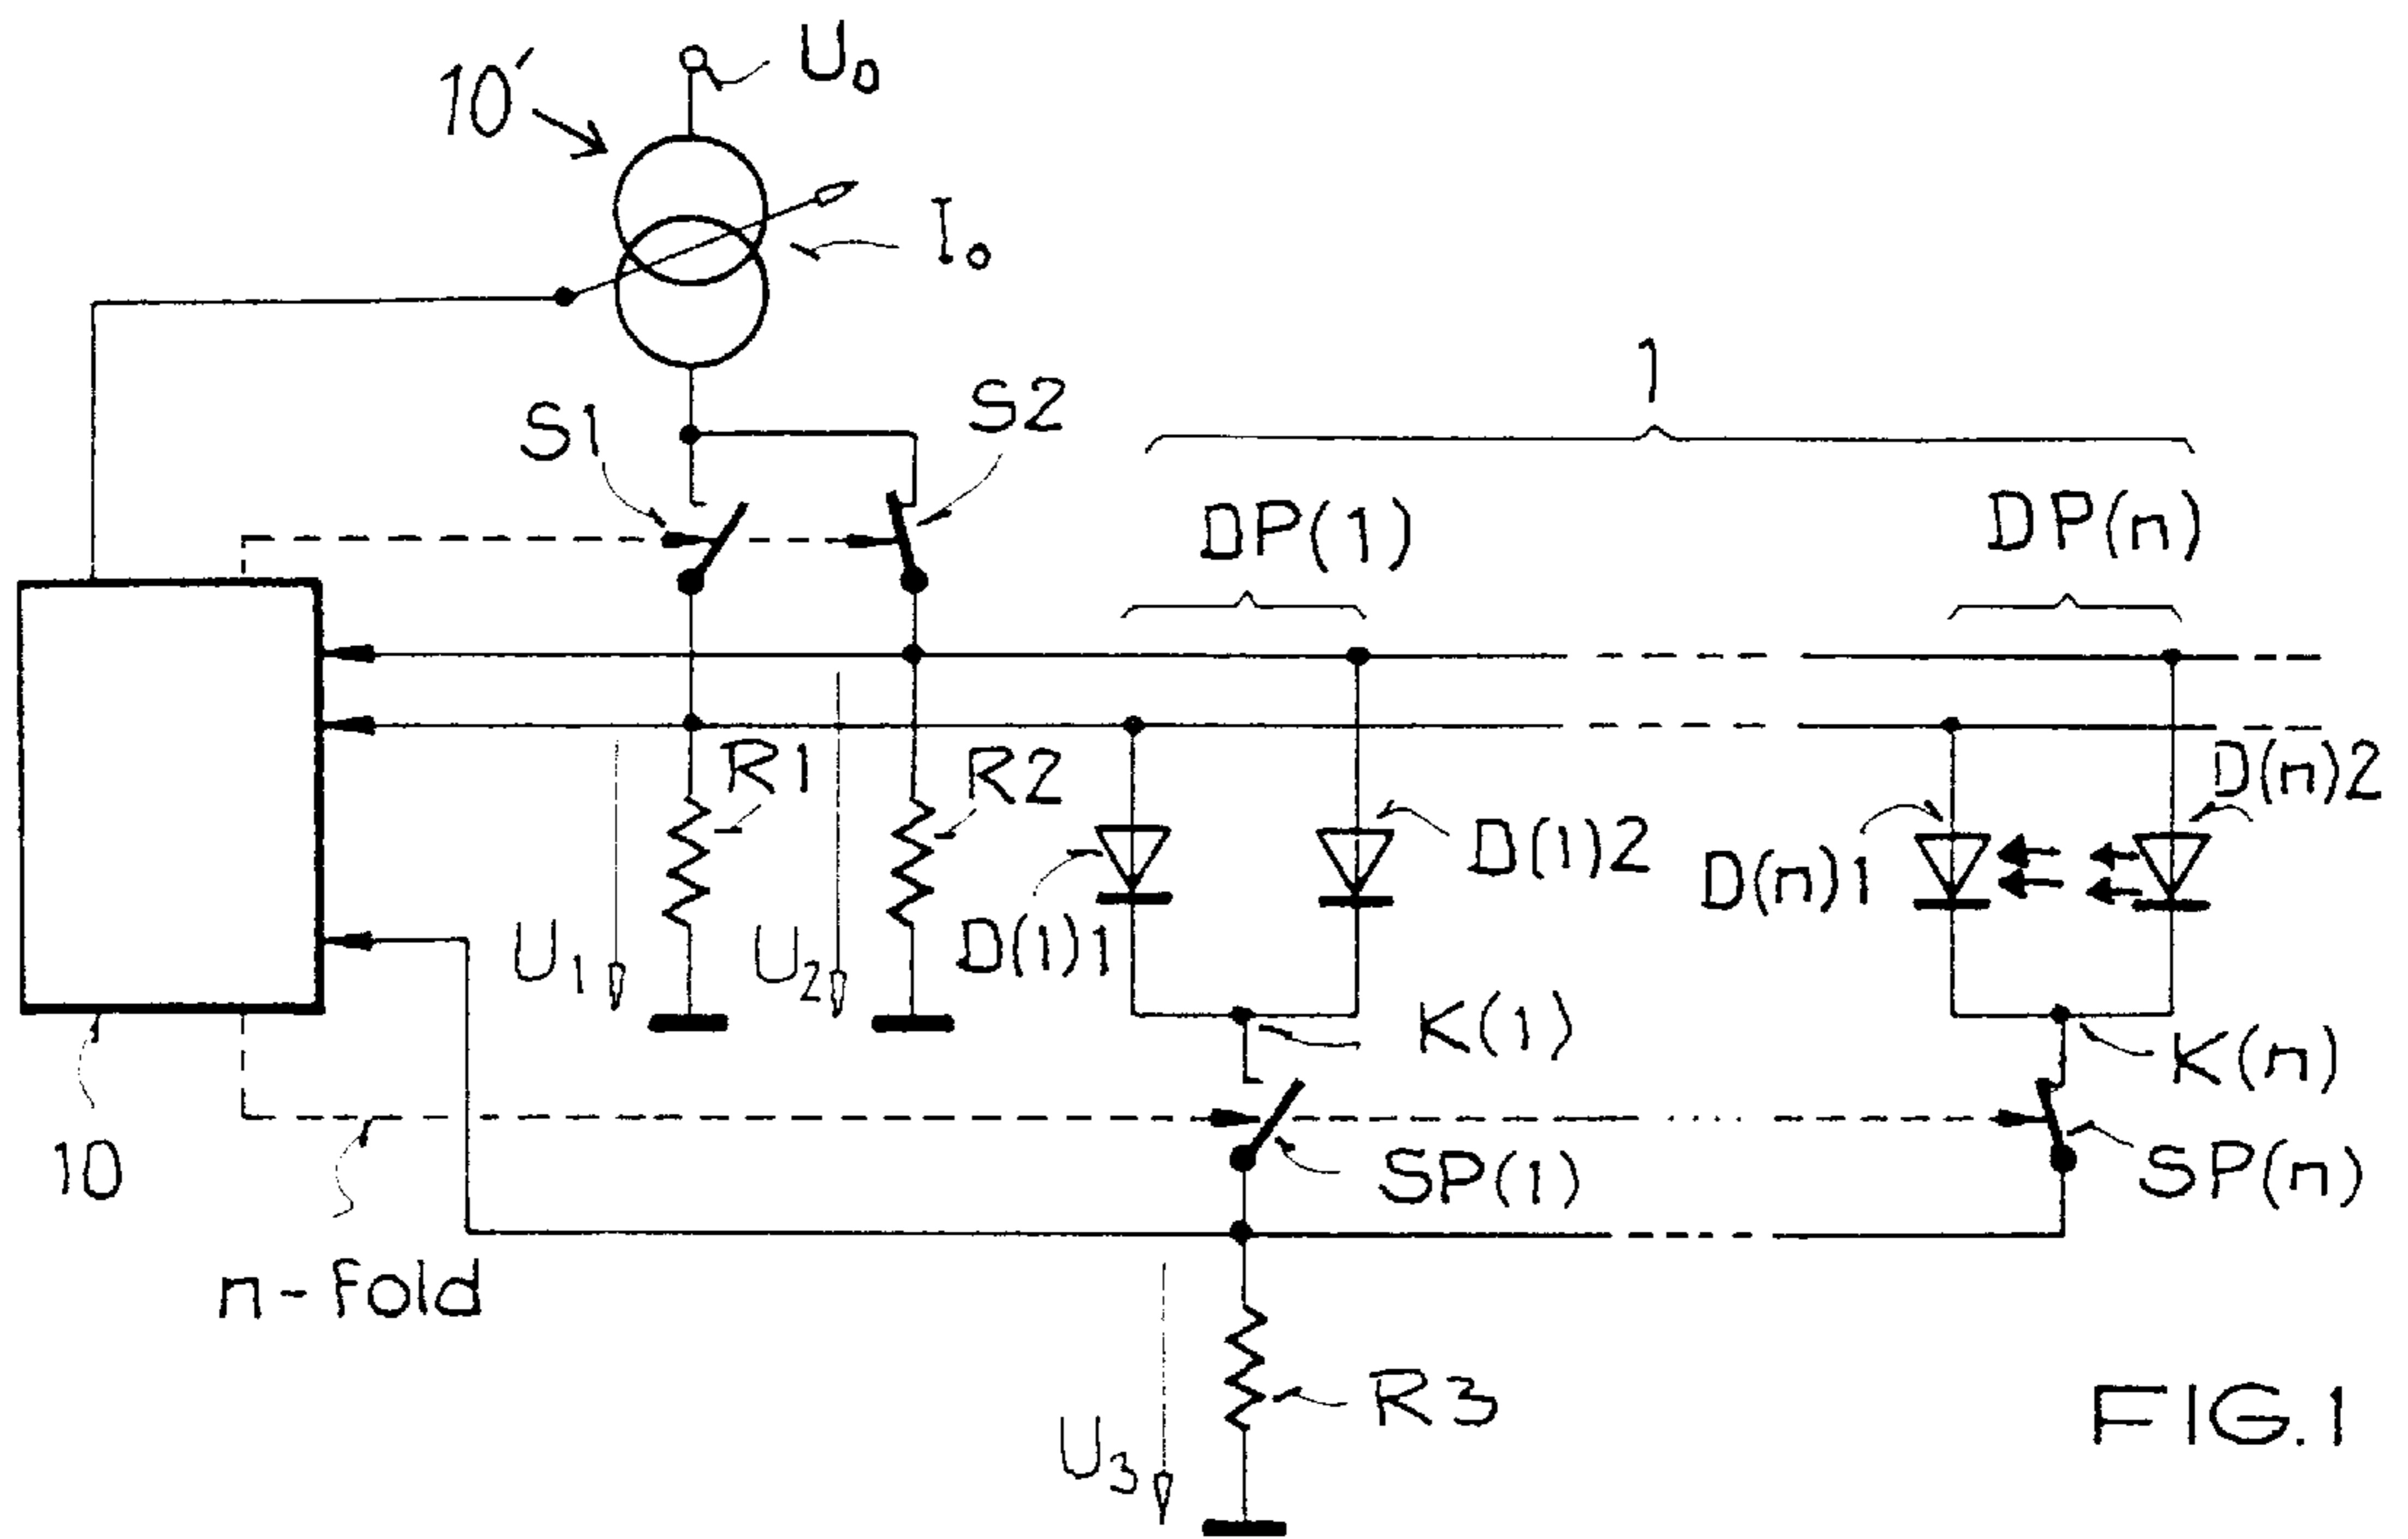 U0
10′
I0
1
S1
S2
DP(1)
DP(n)
R1
R2
D(n)2
D(1)2
D(n)1
U1
U2
D(1)1
K(1)
K(n)
10
SP(1)
SP(n)
n-fold
R3
U3
FIG.1